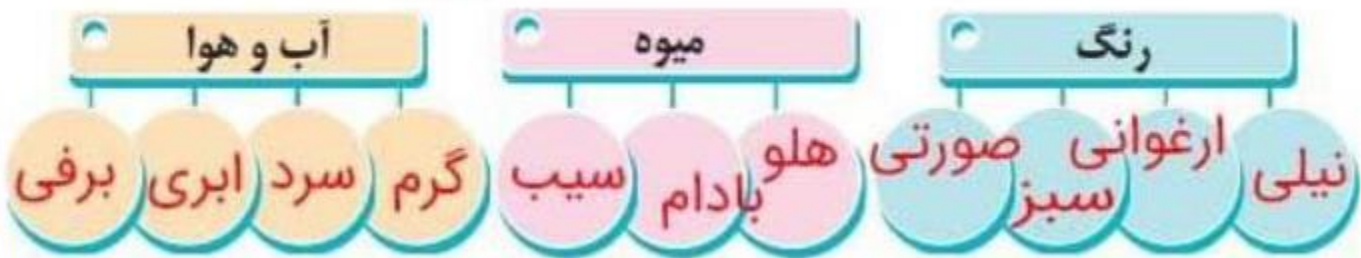 رنگ
نیلی ارغوانی سبز صورتی
میوه
هلو بادام سیب
آب و هوا
گرم سرد ابری برفی